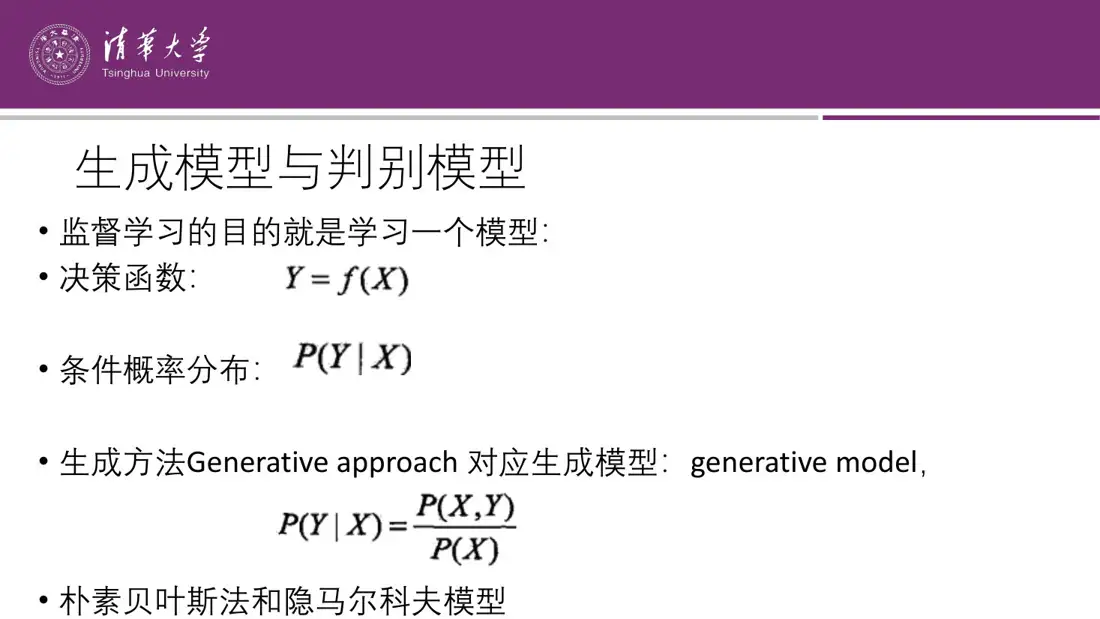 清华大学
Tsinghua University
生成模型与判别模型
• 监督学习的目的就是学习一个模型：
• 决策函数： Y = f(X)
• 条件概率分布： P(Y | X)
• 生成方法Generative approach 对应生成模型：generative model，
P(Y | X) = P(X,Y) / P(X)
• 朴素贝叶斯法和隐马尔科夫模型